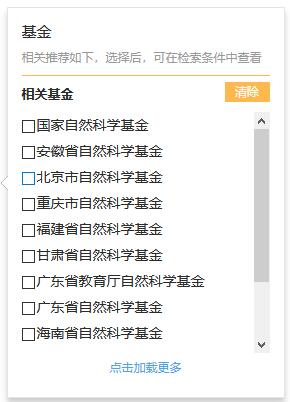 基金
相关推荐如下，选择后，可在检索条件中查看
相关基金 清除
国家自然科学基金
安徽省自然科学基金
北京市自然科学基金
重庆市自然科学基金
福建省自然科学基金
甘肃省自然科学基金
广东省教育厅自然科学基金
广东省自然科学基金
海南省自然科学基金
点击加载更多